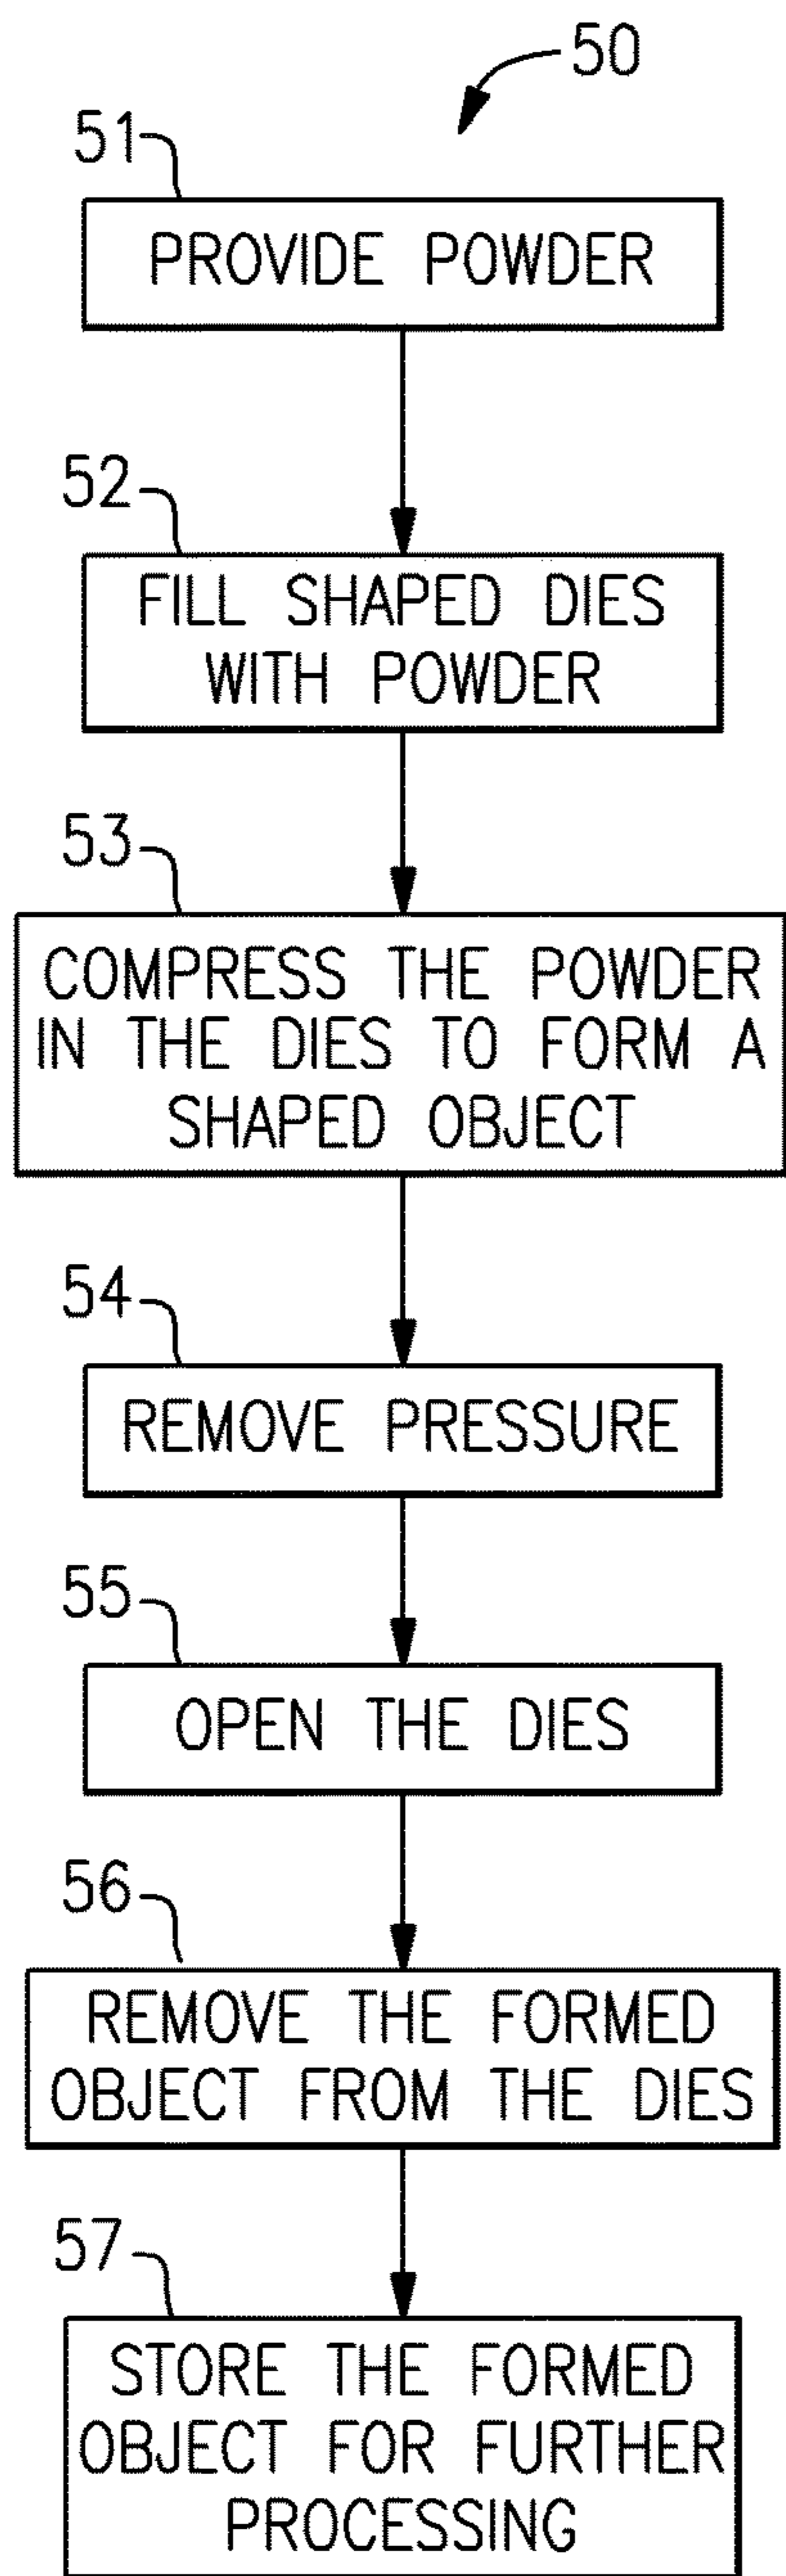 50
51
PROVIDE POWDER
52
FILL SHAPED DIES
WITH POWDER
53
COMPRESS THE POWDER
IN THE DIES TO FORM A
SHAPED OBJECT
54
REMOVE PRESSURE
55
OPEN THE DIES
56
REMOVE THE FORMED
OBJECT FROM THE DIES
57
STORE THE FORMED
OBJECT FOR FURTHER
PROCESSING